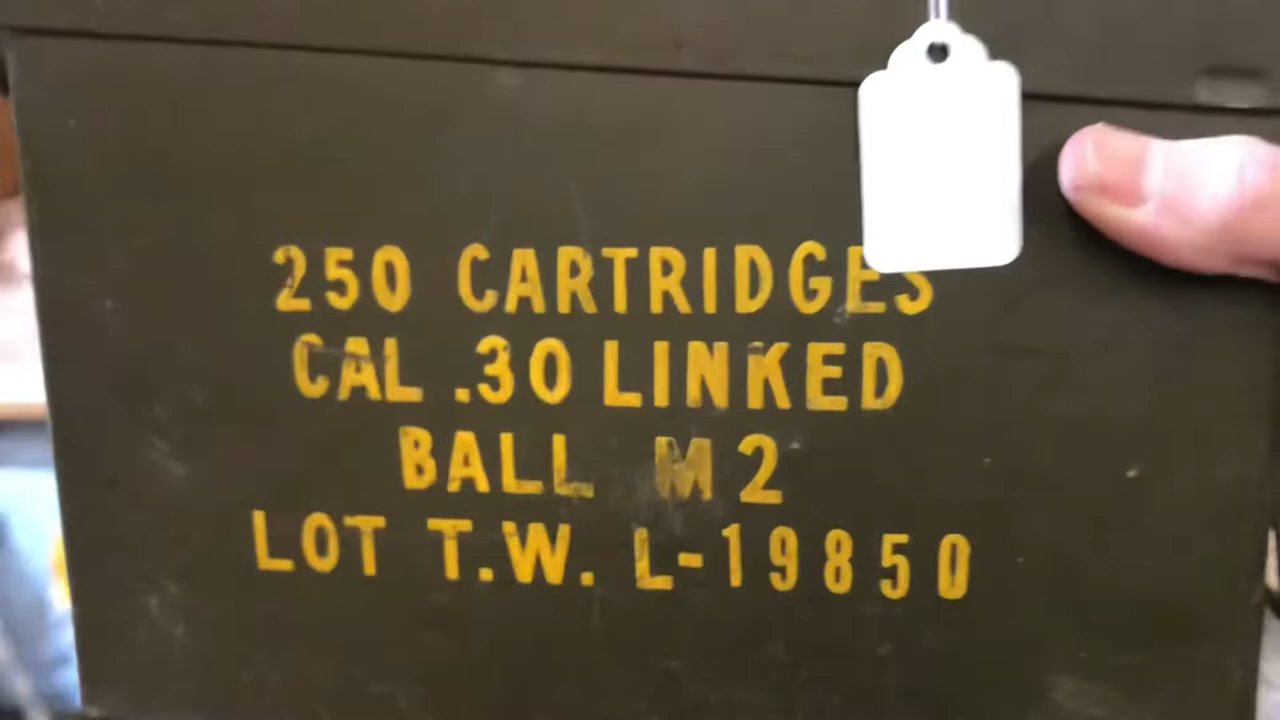 250 CARTRIDGES
CAL .30 LINKED
BALL M2
LOT T.W. L-19850